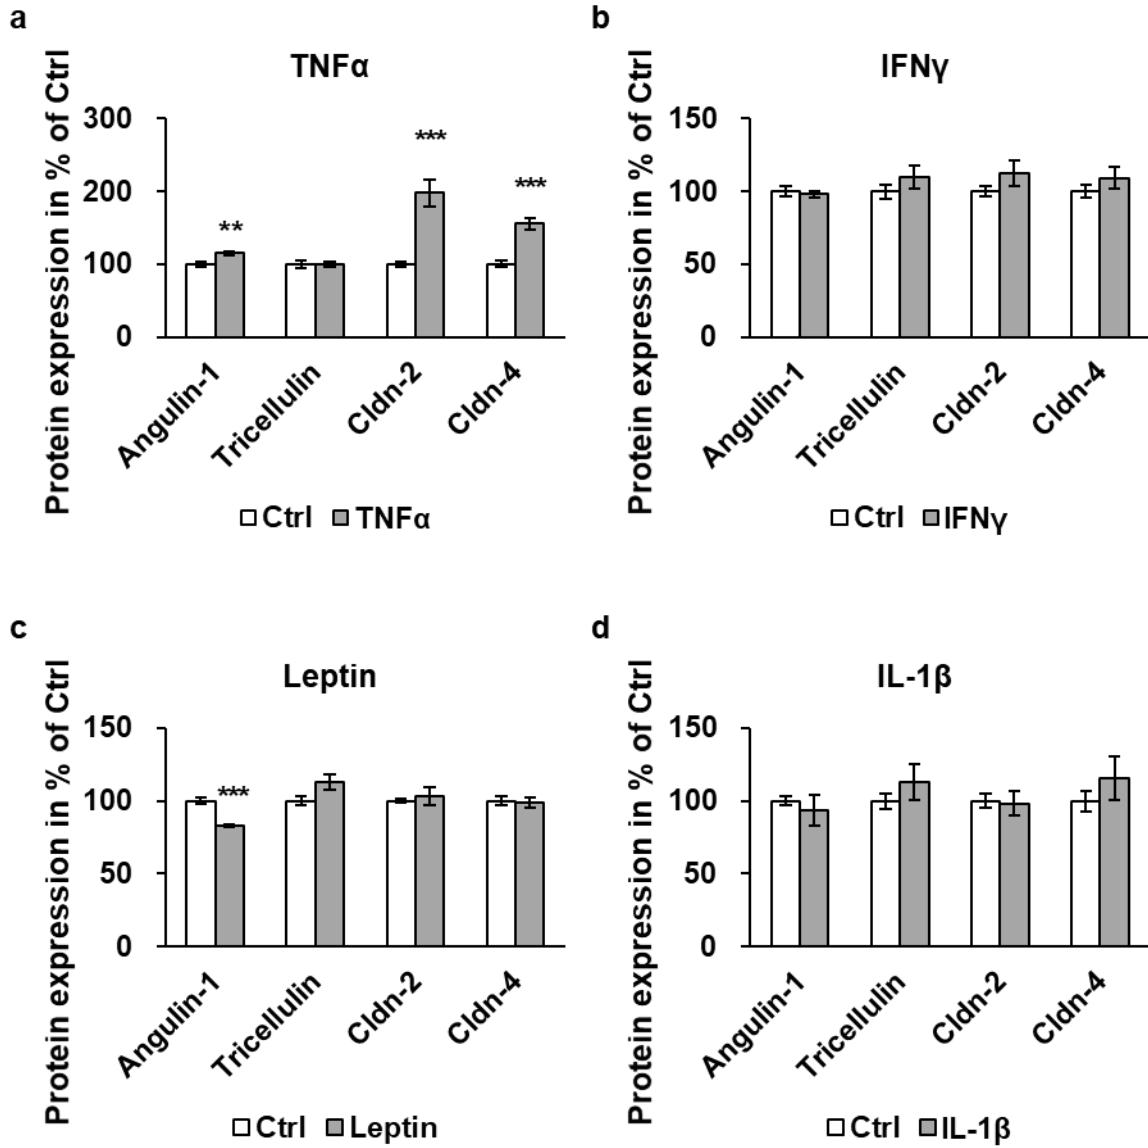 a
TNFα
Protein expression in % of Ctrl
300
200
100
0
**
***
***
Angulin-1
Tricellulin
Cldn-2
Cldn-4
Ctrl TNFα
b
IFNγ
Protein expression in % of Ctrl
150
100
50
0
Angulin-1
Tricellulin
Cldn-2
Cldn-4
Ctrl IFNγ
c
Leptin
Protein expression in % of Ctrl
150
100
50
0
***
Angulin-1
Tricellulin
Cldn-2
Cldn-4
Ctrl Leptin
d
IL-1β
Protein expression in % of Ctrl
150
100
50
0
Angulin-1
Tricellulin
Cldn-2
Cldn-4
Ctrl IL-1β